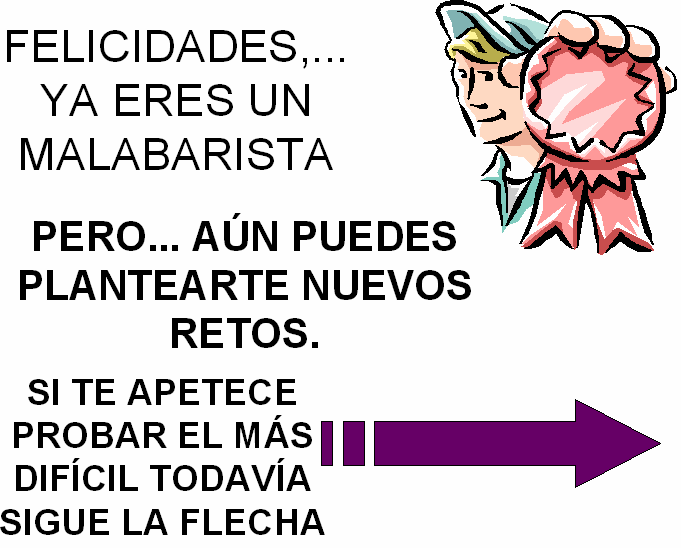 FELICIDADES,...
YA ERES UN
MALABARISTA
PERO... AÚN PUEDES
PLANTEARTE NUEVOS
RETOS.
SI TE APETECE
PROBAR EL MÁS
DIFÍCIL TODAVÍA
SIGUE LA FLECHA